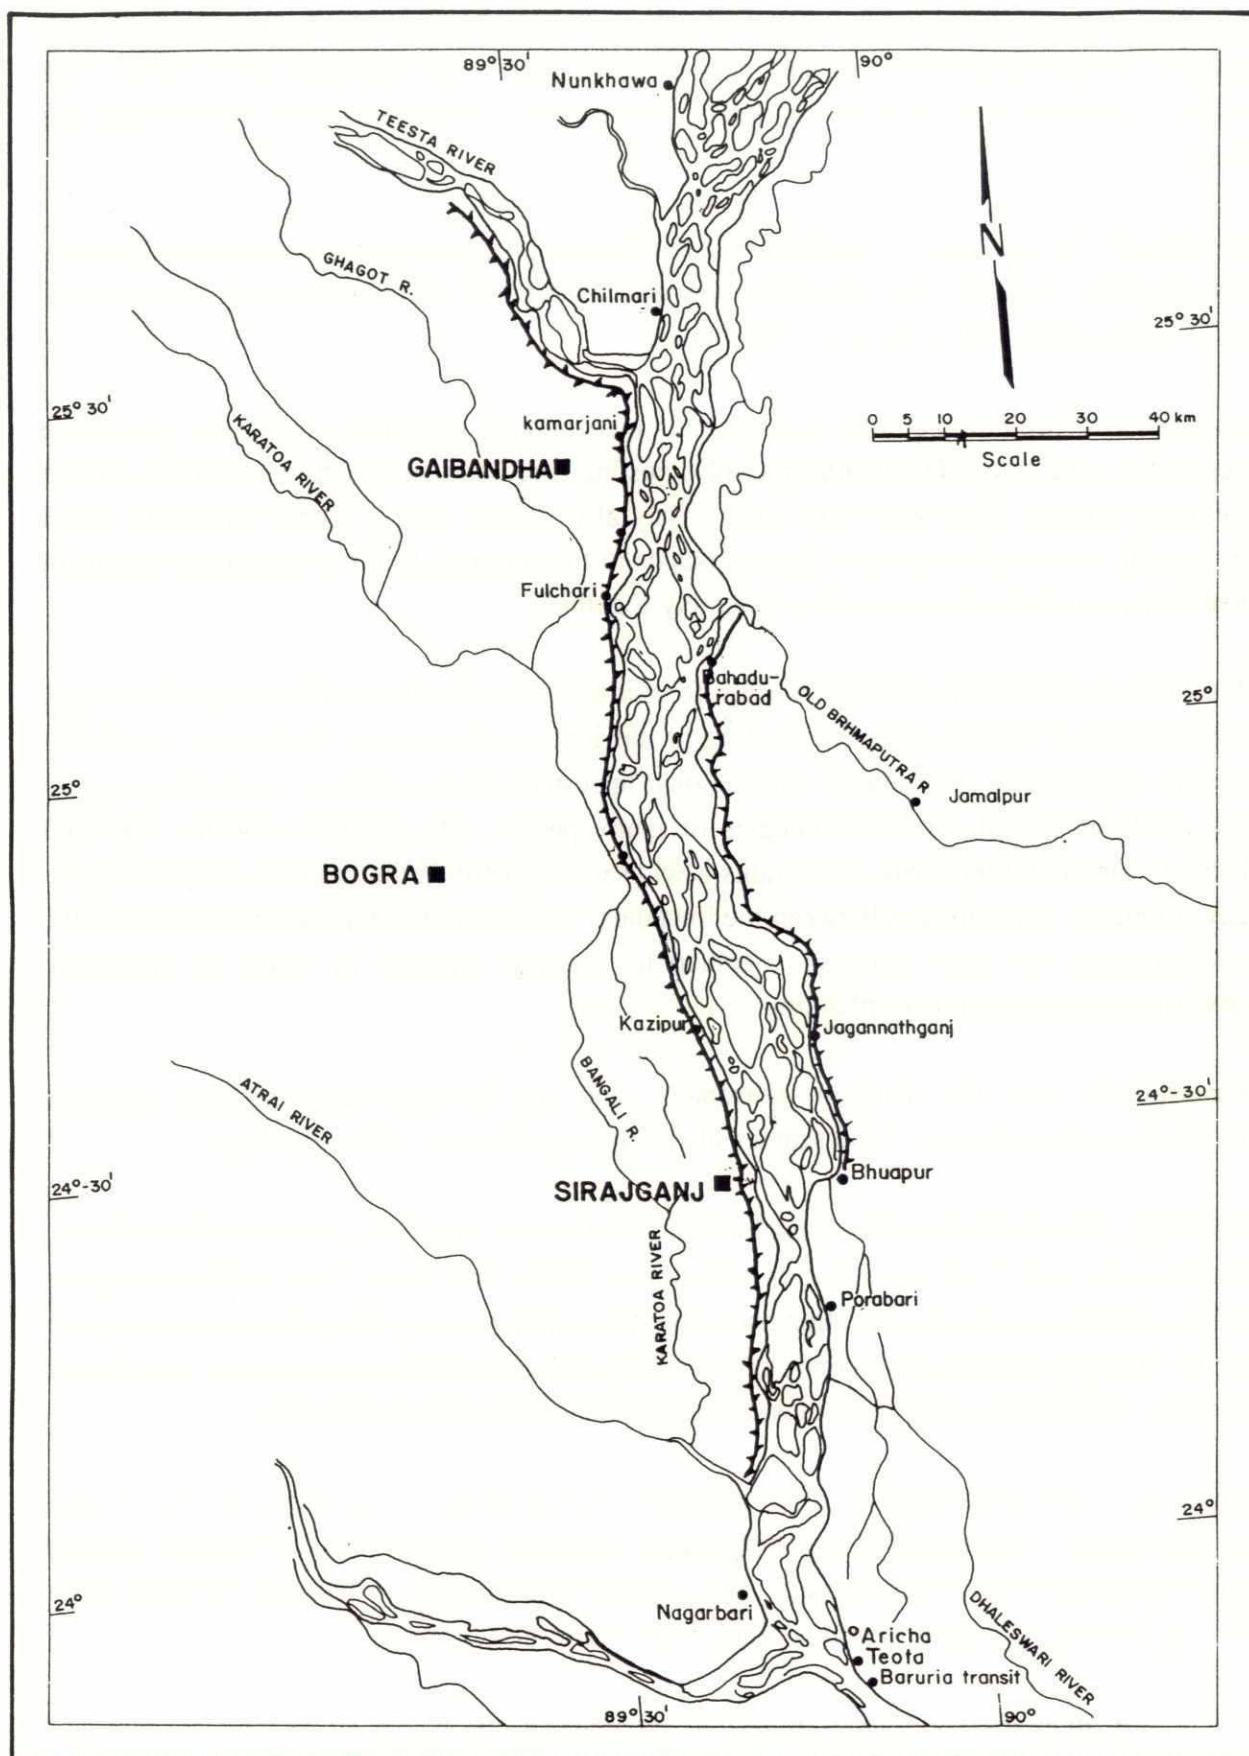 89° 30'
90°
Nunkhawa
TEESTA RIVER
GHAGOT R.
N
Chilmari
25° 30'
25° 30'
KARATOA RIVER
kamarjani
0 5 10 20 30 40 km
Scale
GAIBANDHA
Fulchari
Bahadu-
rabad
OLD BRHMAPUTRA R
25°
25°
Jamalpur
BOGRA
Kazipur
Jagannathganj
BANGALI R.
ATRAI RIVER
24°-30'
24°-30'
SIRAJGANJ
Bhuapur
KARATOA RIVER
Porabari
24°
24°
Nagarbari
DHALESWARI RIVER
Aricha
Teota
Baruria transit
89° 30'
90°